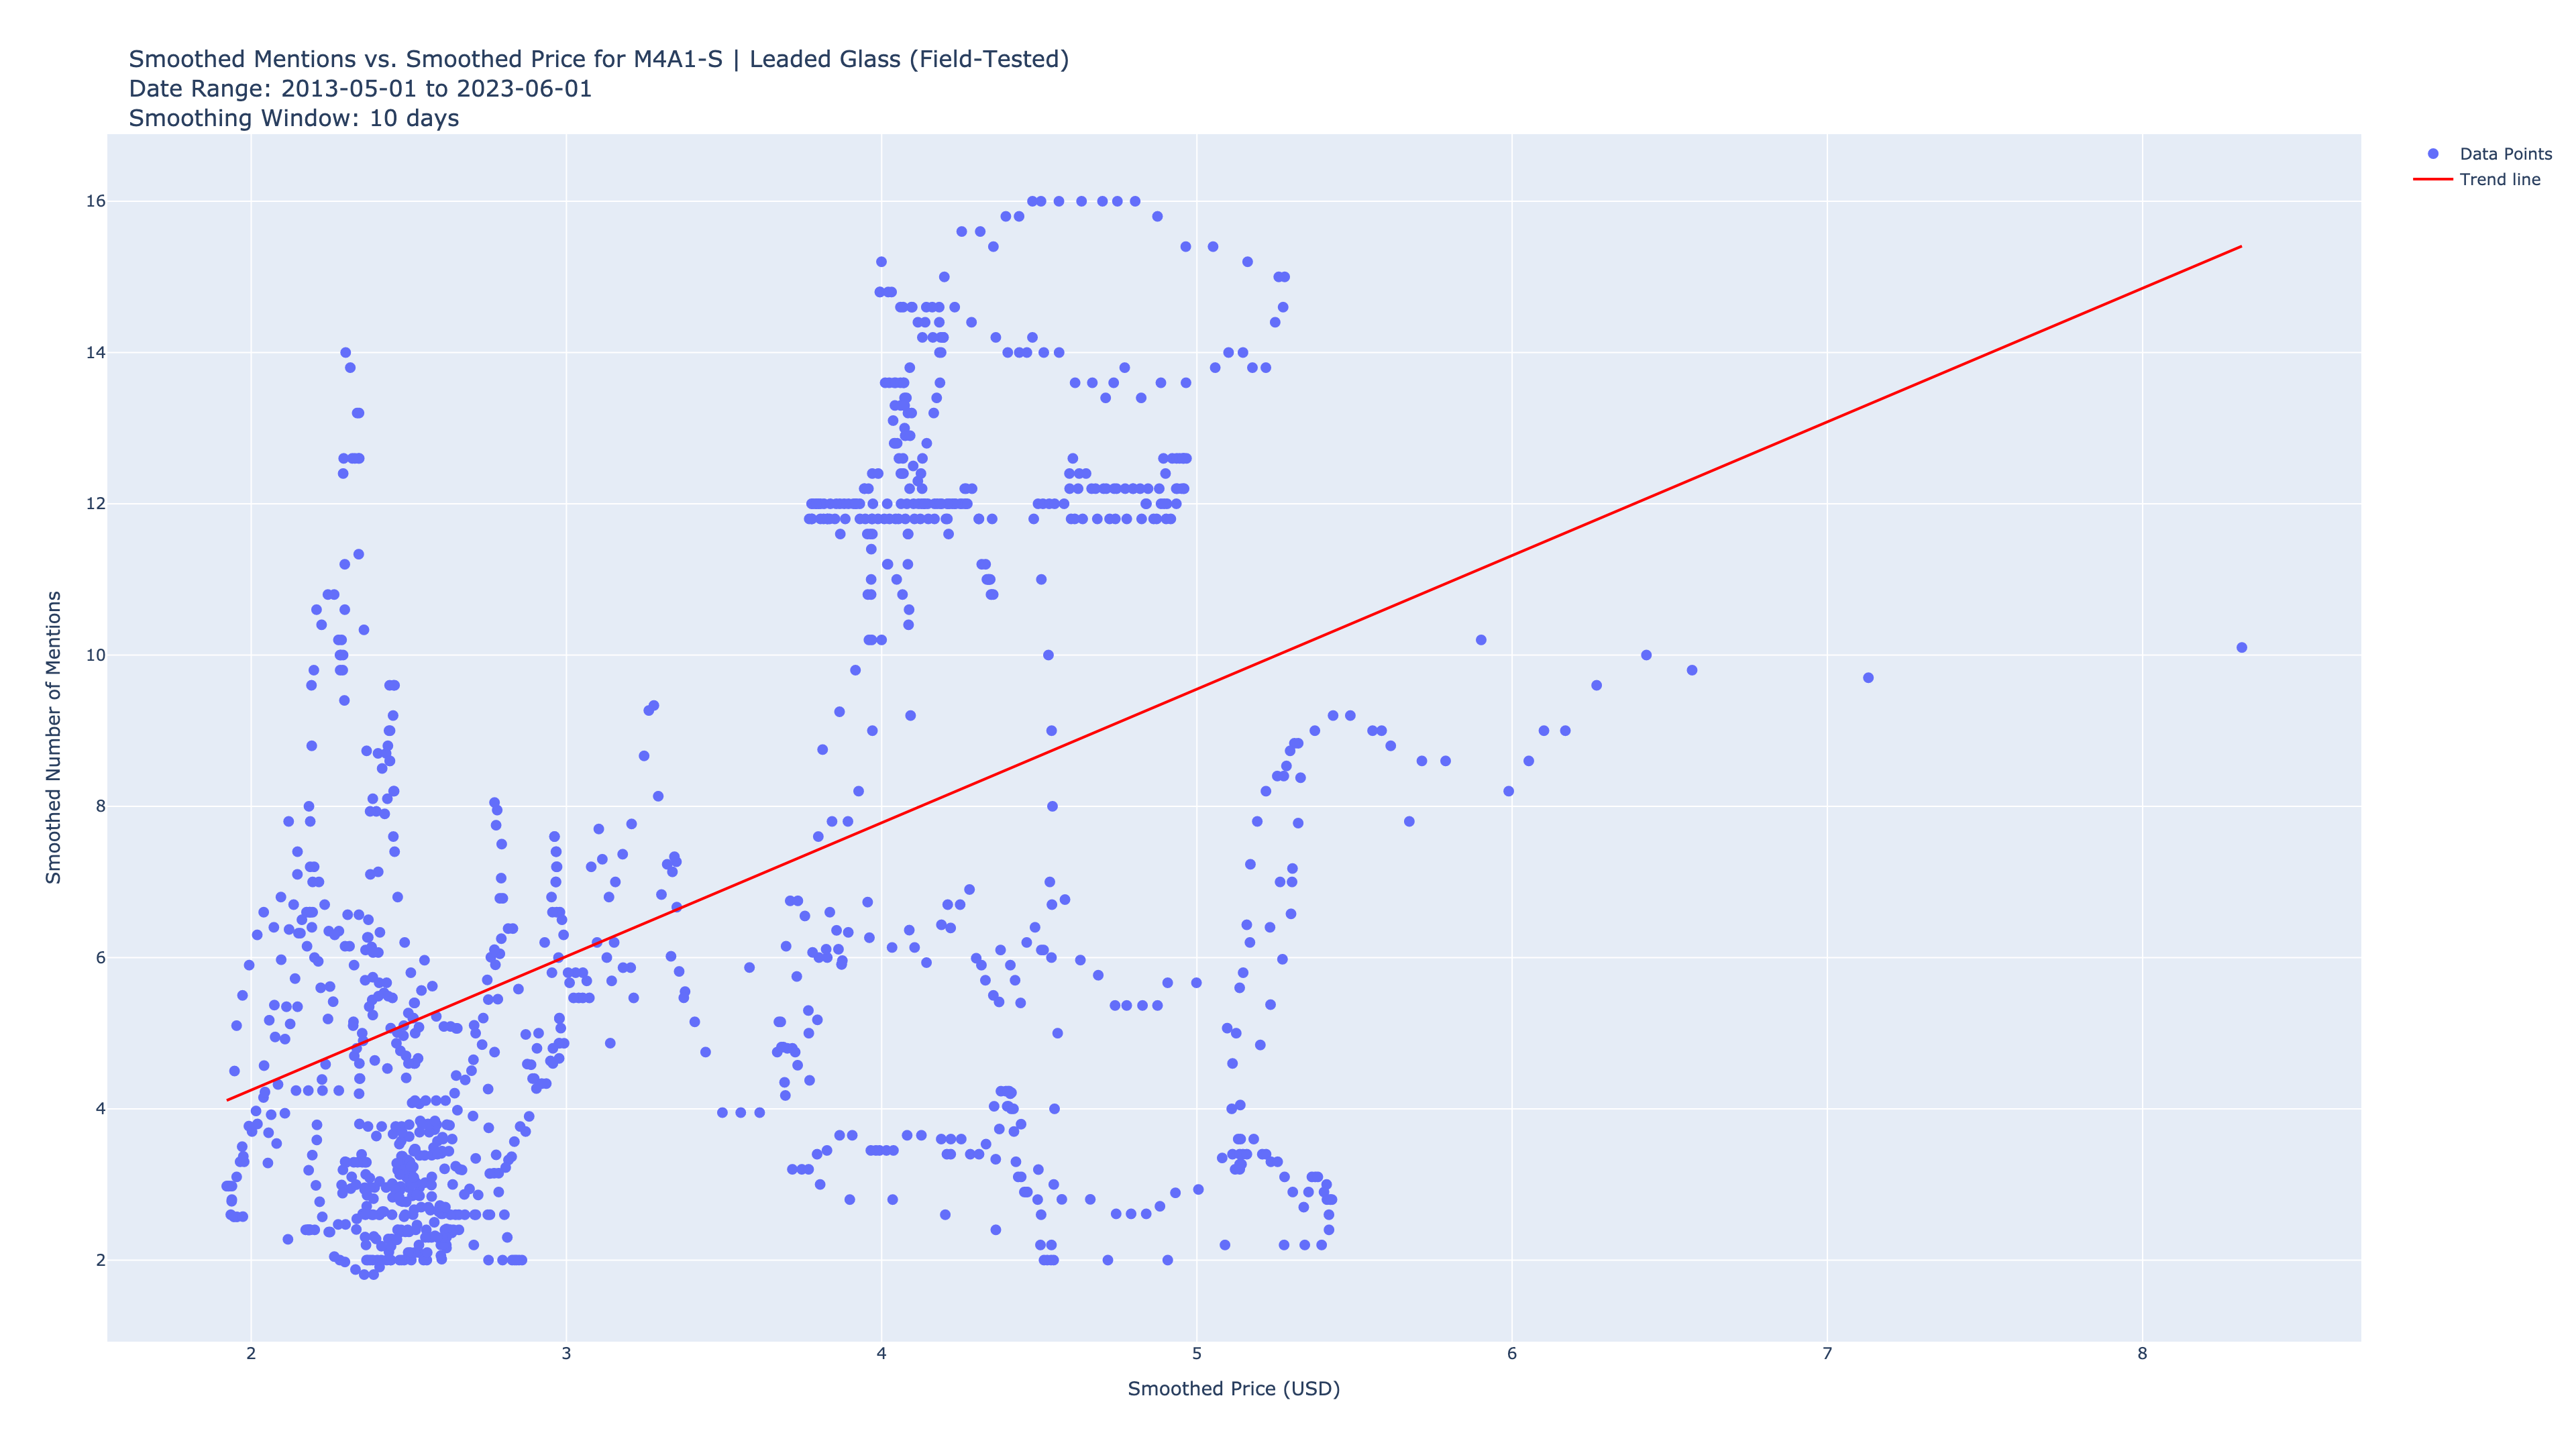 Smoothed Mentions vs. Smoothed Price for M4A1-S | Leaded Glass (Field-Tested)
Date Range: 2013-05-01 to 2023-06-01
Smoothing Window: 10 days
Data Points
Trend line
Smoothed Number of Mentions
16
14
12
10
8
6
4
2
2
3
4
5
6
7
8
Smoothed Price (USD)